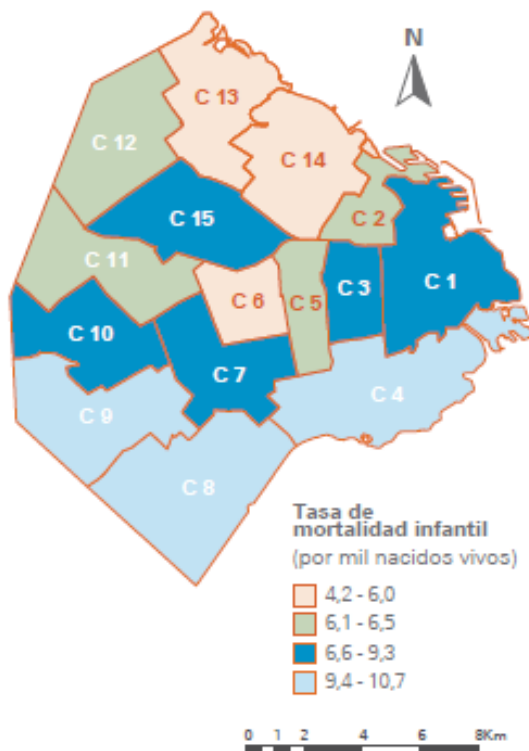 N
C 13
C 12
C 14
C 2
C 15
C 11
C 1
C 3
C 5
C 6
C 10
C 7
C 4
C 9
C 8
Tasa de
mortalidad infantil
(por mil nacidos vivos)
4,2 - 6,0
6,1 - 6,5
6,6 - 9,3
9,4 - 10,7
0 1 2 4 6 8Km